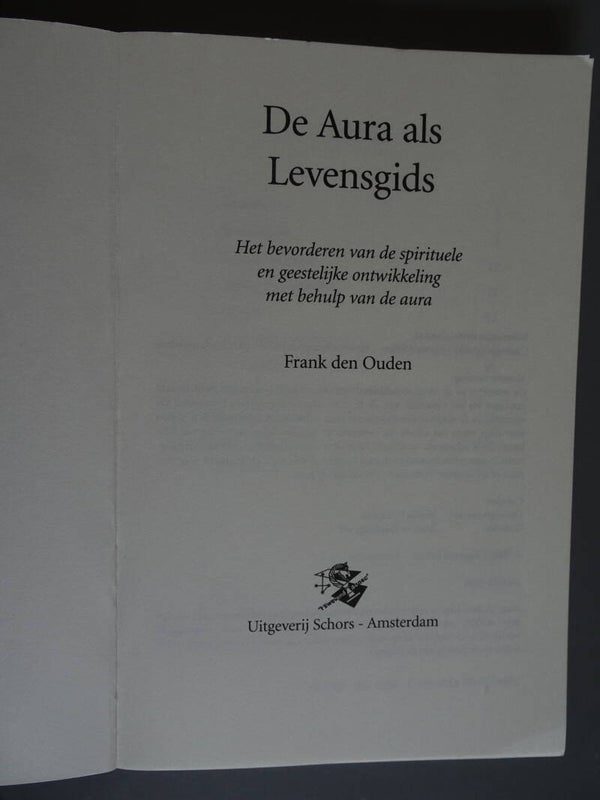 De Aura als
Levensgids
Het bevorderen van de spirituele
en geestelijke ontwikkeling
met behulp van de aura
Frank den Ouden
Uitgeverij Schors - Amsterdam